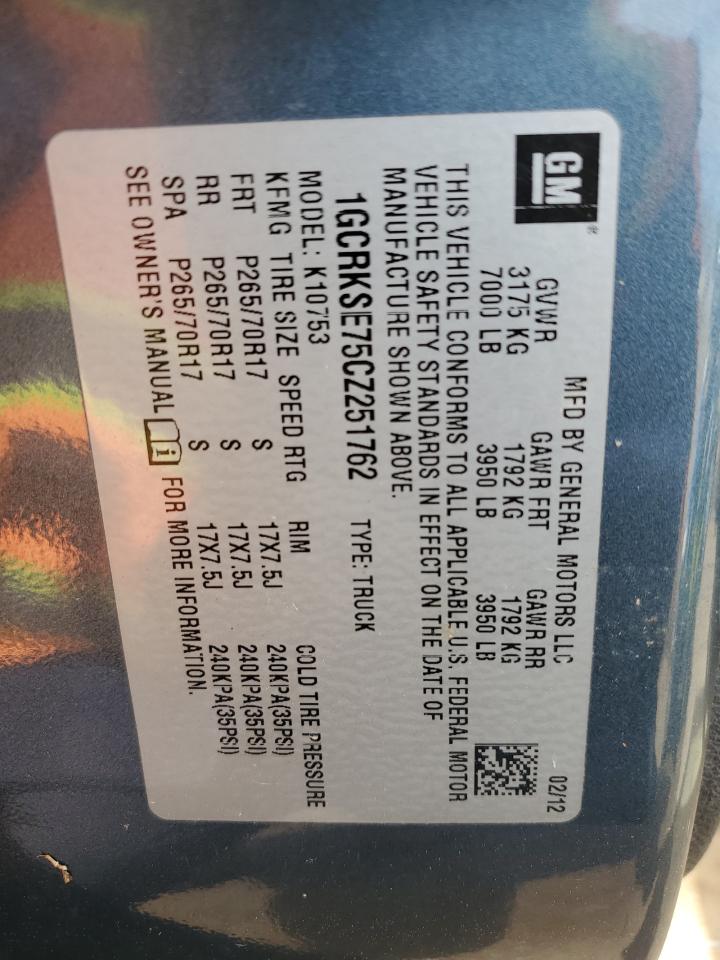 GM®
MFD BY GENERAL MOTORS LLC 02/12
GVWR GAWR FRT GAWR RR
3175 KG 1792 KG 1792 KG
7000 LB 3950 LB 3950 LB
THIS VEHICLE CONFORMS TO ALL APPLICABLE U.S. FEDERAL MOTOR
VEHICLE SAFETY STANDARDS IN EFFECT ON THE DATE OF
MANUFACTURE SHOWN ABOVE.
1GCRKSE75CZ251762 TYPE: TRUCK
MODEL: K10753
KFMG TIRE SIZE SPEED RTG RIM COLD TIRE PRESSURE
FRT P265/70R17 S 17X7.5J 240KPA(35PSI)
RR P265/70R17 S 17X7.5J 240KPA(35PSI)
SPA P265/70R17 S 17X7.5J 240KPA(35PSI)
SEE OWNER'S MANUAL i FOR MORE INFORMATION.